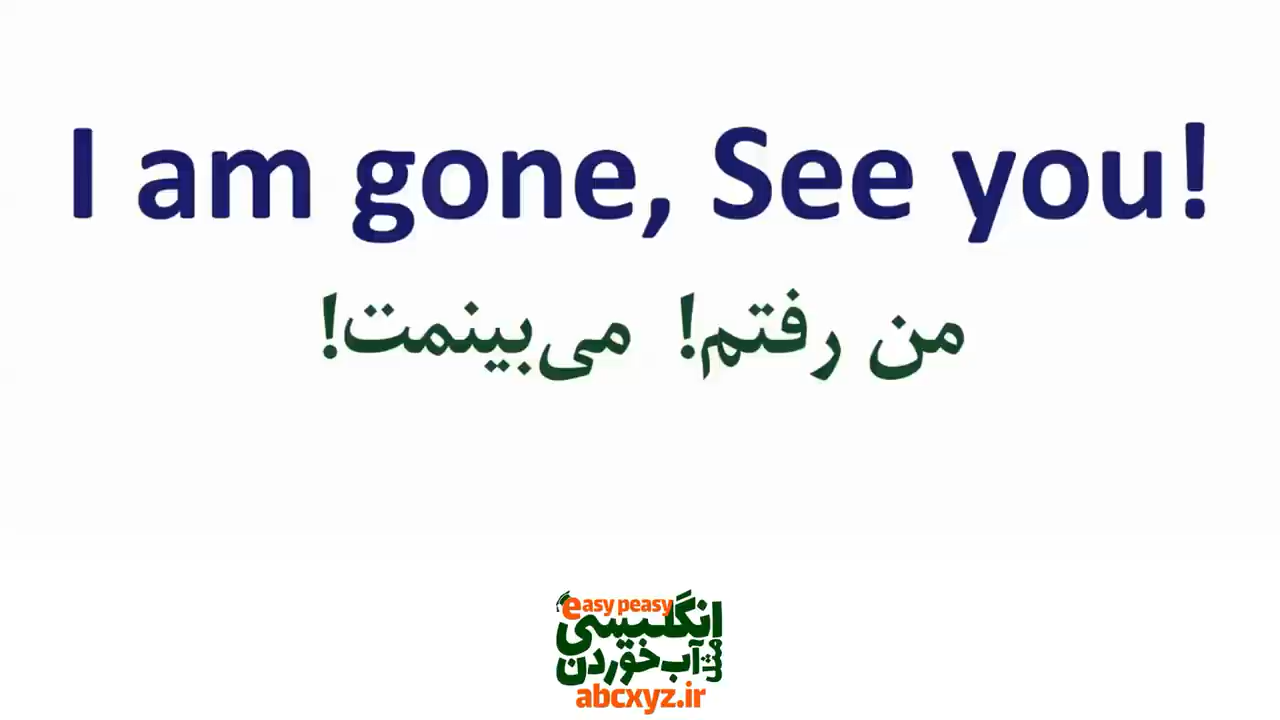 I am gone, See you!
من رفتم! می‌بینمت!
easy peasy
انگلیسی
مثل آب خوردن
abcxyz.ir